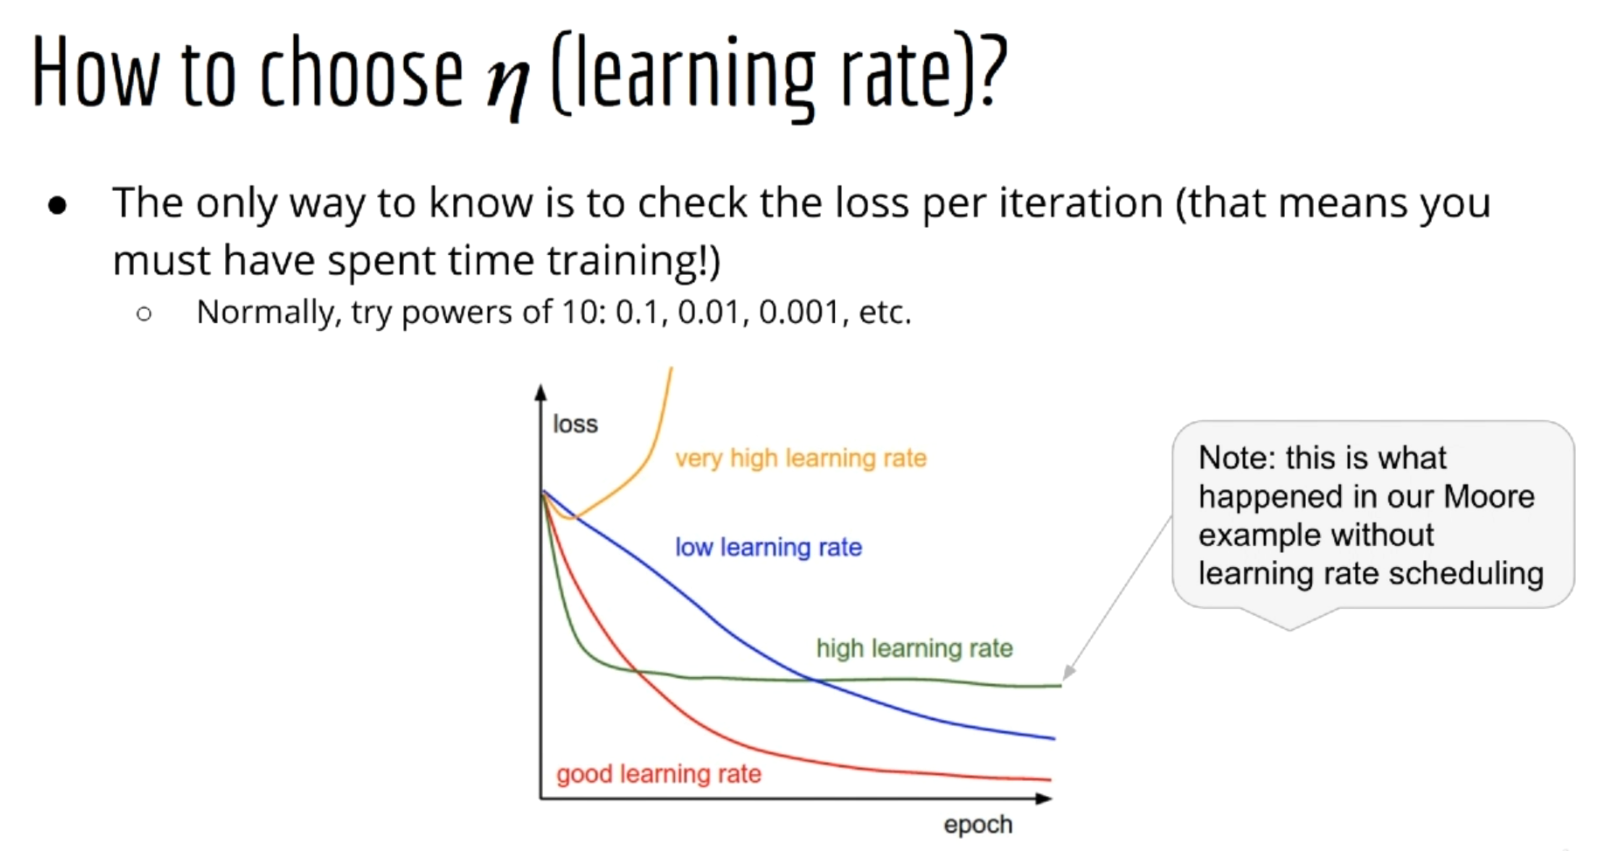 How to choose η (learning rate)?
● The only way to know is to check the loss per iteration (that means you
must have spent time training!)
○ Normally, try powers of 10: 0.1, 0.01, 0.001, etc.
loss
very high learning rate
low learning rate
high learning rate
good learning rate
epoch
Note: this is what
happened in our Moore
example without
learning rate scheduling